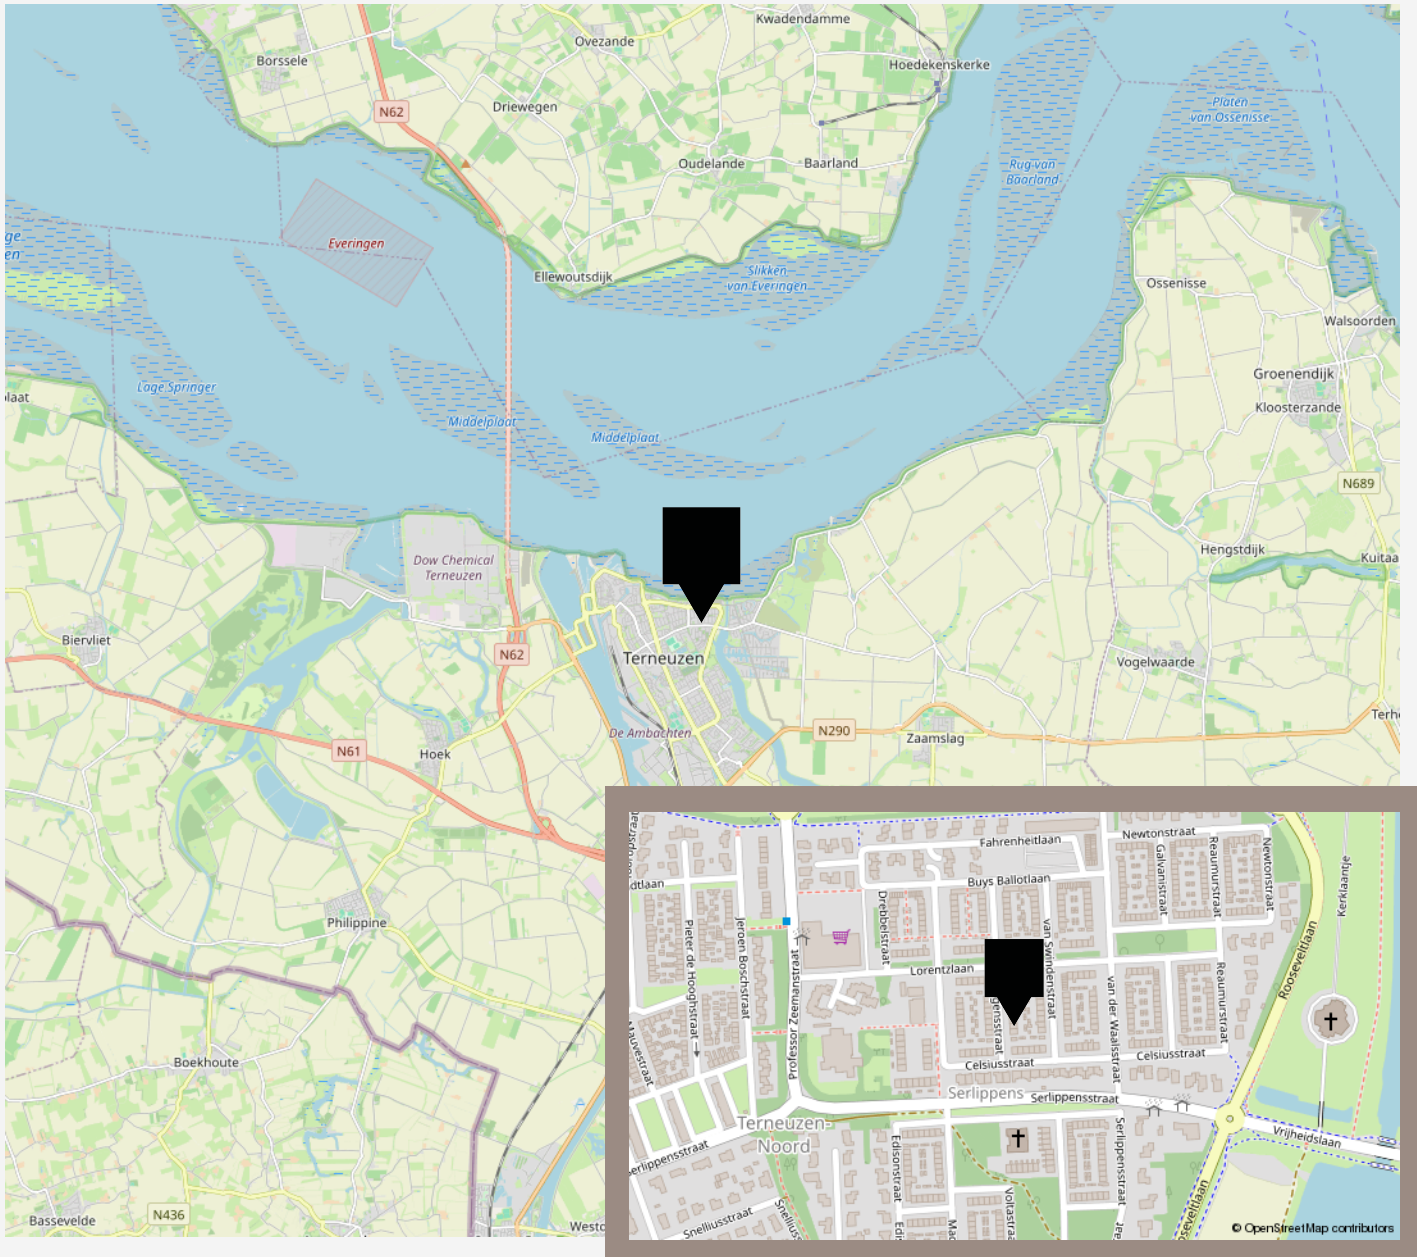 Kwadendamme
Ovezande
Borssele
Hoedekenskerke
Driewegen
N62
Platen
van Ossenisse
Oudelande
Baarland
Rug van
Baarland
Everingen
Ellewoutsdijk
Slikken
van Everingen
Ossenisse
Walsoorden
Groenendijk
Lage Springer
Kloosterzande
Middelplaat
Middelplaat
N689
Hengstdijk
Dow Chemical
Terneuzen
Biervliet
N62
Terneuzen
Vogelwaarde
De Ambachten
N290
Zaamslag
N61
Hoek
Philippine
Boekhoute
Bassevelde
N436
Fahrenheitlaan
Newtonstraat
Galvanistraat
Reaumurstraat
Newtonstraat
Kerklaantje
Buys Ballotlaan
Drebbelstraat
Pieter de Hooghstraat
Jeroen Boschstraat
van Swindenstraat
Rooseveltlaan
Professor Zeemanstraat
Lorentzlaan
van der Waalsstraat
Reaumurstraat
Mauvestraat
Celsiusstraat
Celsiusstraat
Serlippens
Serlippensstraat
Terneuzen-
Noord
Vrijheidslaan
Edisonstraat
Serlippensstraat
Snelliusstraat
© OpenStreetMap contributors